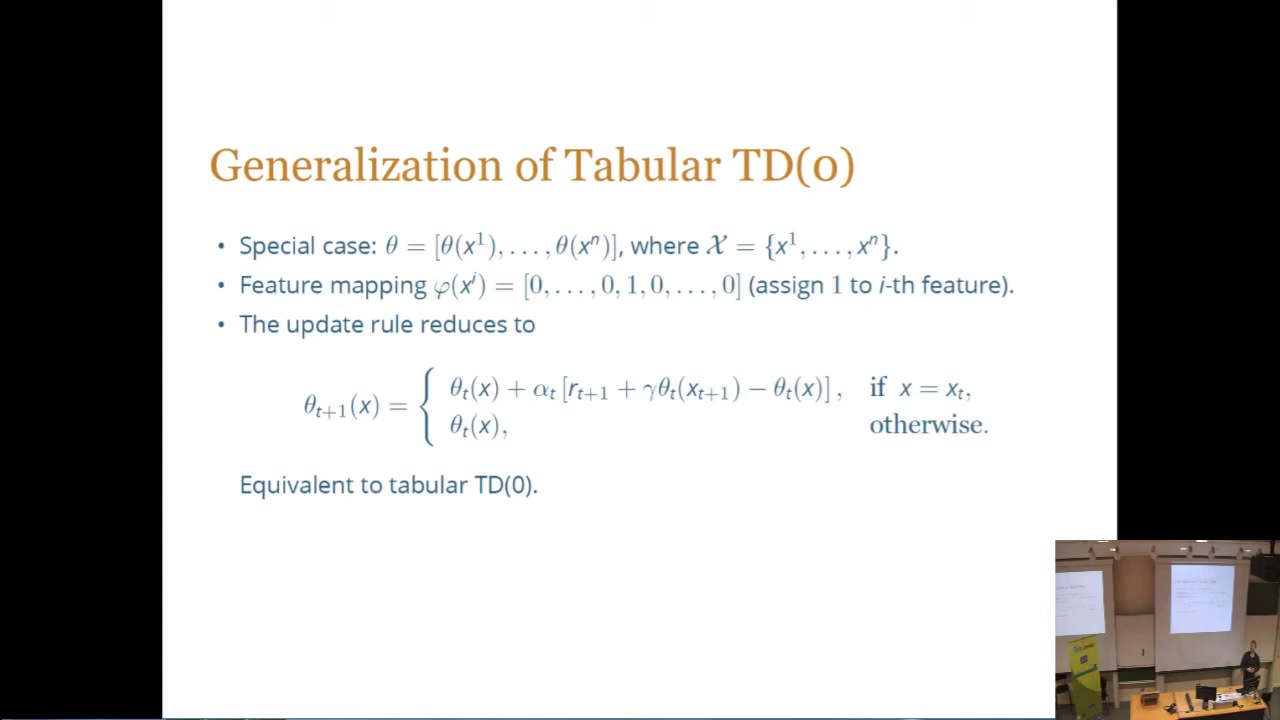 Generalization of Tabular TD(0)
• Special case: θ = [θ(x¹), . . . , θ(xⁿ)], where 𝒳 = {x¹, . . . , xⁿ}.
• Feature mapping φ(xⁱ) = [0, . . . , 0, 1, 0, . . . , 0] (assign 1 to i-th feature).
• The update rule reduces to
θₜ₊₁(x) = { θₜ(x) + αₜ [rₜ₊₁ + γθₜ(xₜ₊₁) − θₜ(x)] , if x = xₜ,
θₜ(x), otherwise.
Equivalent to tabular TD(0).